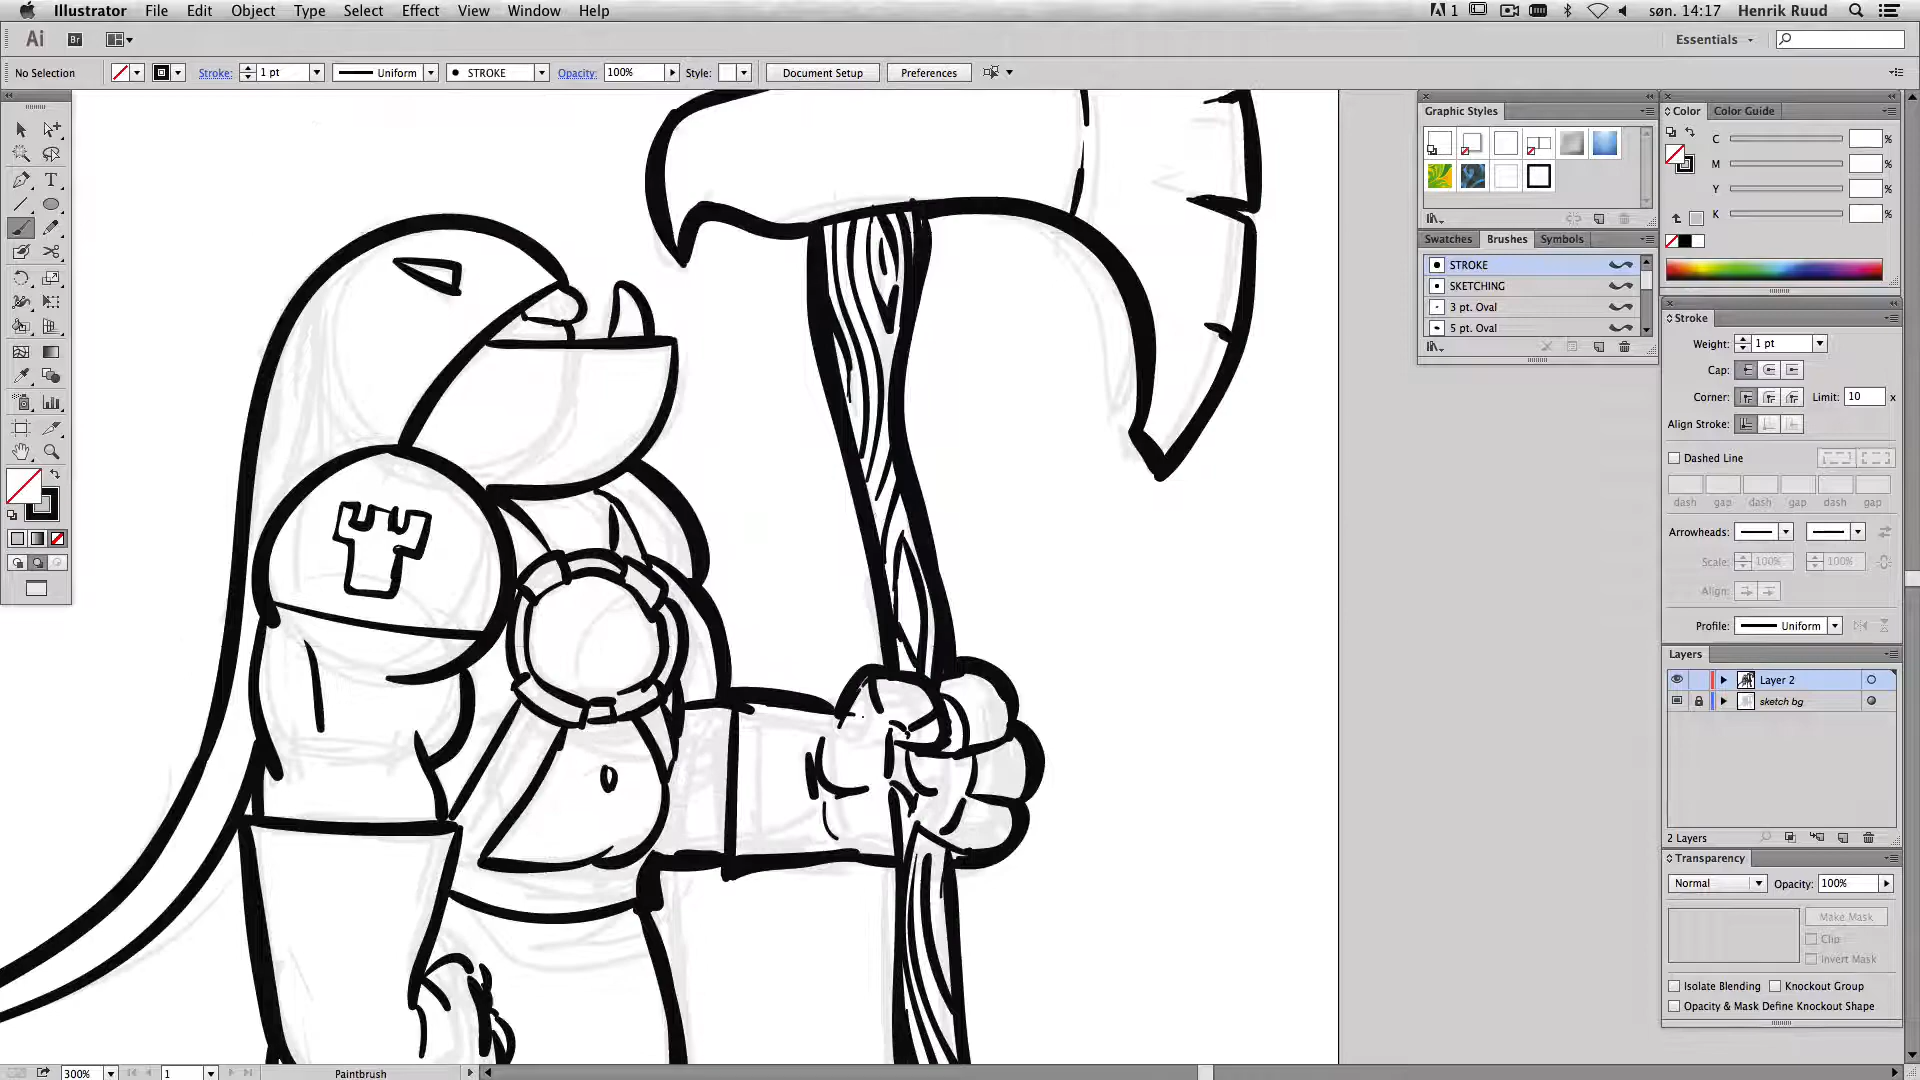 Illustrator File Edit Object Type Select Effect View Window Help 1 søn. 14:17 Henrik Ruud
Ai Br Essentials
No Selection Stroke: 1 pt Uniform STROKE Opacity: 100% Style: Document Setup Preferences
Graphic Styles
Color Color Guide
C %
M %
Y %
K %
Swatches Brushes Symbols
STROKE
SKETCHING
3 pt. Oval
5 pt. Oval
Stroke
Weight: 1 pt
Cap:
Corner: Limit: 10 x
Align Stroke:
Dashed Line
dash gap dash gap dash gap
Arrowheads:
Scale: 100% 100%
Align:
Profile: Uniform
Layers
Layer 2
sketch bg
2 Layers
Transparency
Normal Opacity: 100%
Make Mask
Clip
Invert Mask
Isolate Blending Knockout Group
Opacity & Mask Define Knockout Shape
300% 1 Paintbrush